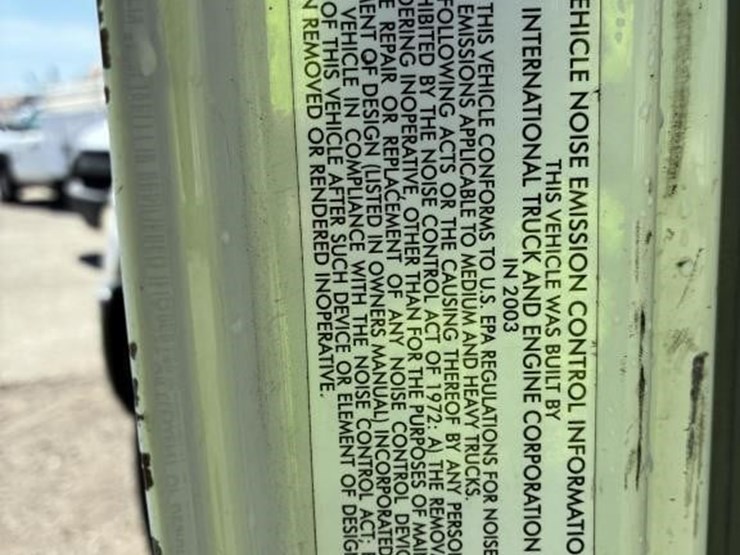 EHICLE NOISE EMISSION CONTROL INFORMATIO
THIS VEHICLE WAS BUILT BY
INTERNATIONAL TRUCK AND ENGINE CORPORATION
IN 2003
THIS VEHICLE CONFORMS TO U.S. EPA REGULATIONS FOR NOISE
EMISSIONS APPLICABLE TO MEDIUM AND HEAVY TRUCKS.
FOLLOWING ACTS OR THE CAUSING THEREOF BY ANY PERSO
HIBITED BY THE NOISE CONTROL ACT OF 1972: A) THE REMOV
DERING INOPERATIVE, OTHER THAN FOR THE PURPOSES OF MAI
E REPAIR OR REPLACEMENT OF ANY NOISE CONTROL DEVIC
MENT OF DESIGN (LISTED IN OWNERS MANUAL) INCORPORATED
VEHICLE IN COMPLIANCE WITH THE NOISE CONTROL ACT;
OF THIS VEHICLE AFTER SUCH DEVICE OR ELEMENT OF DESIG
N REMOVED OR RENDERED INOPERATIVE.